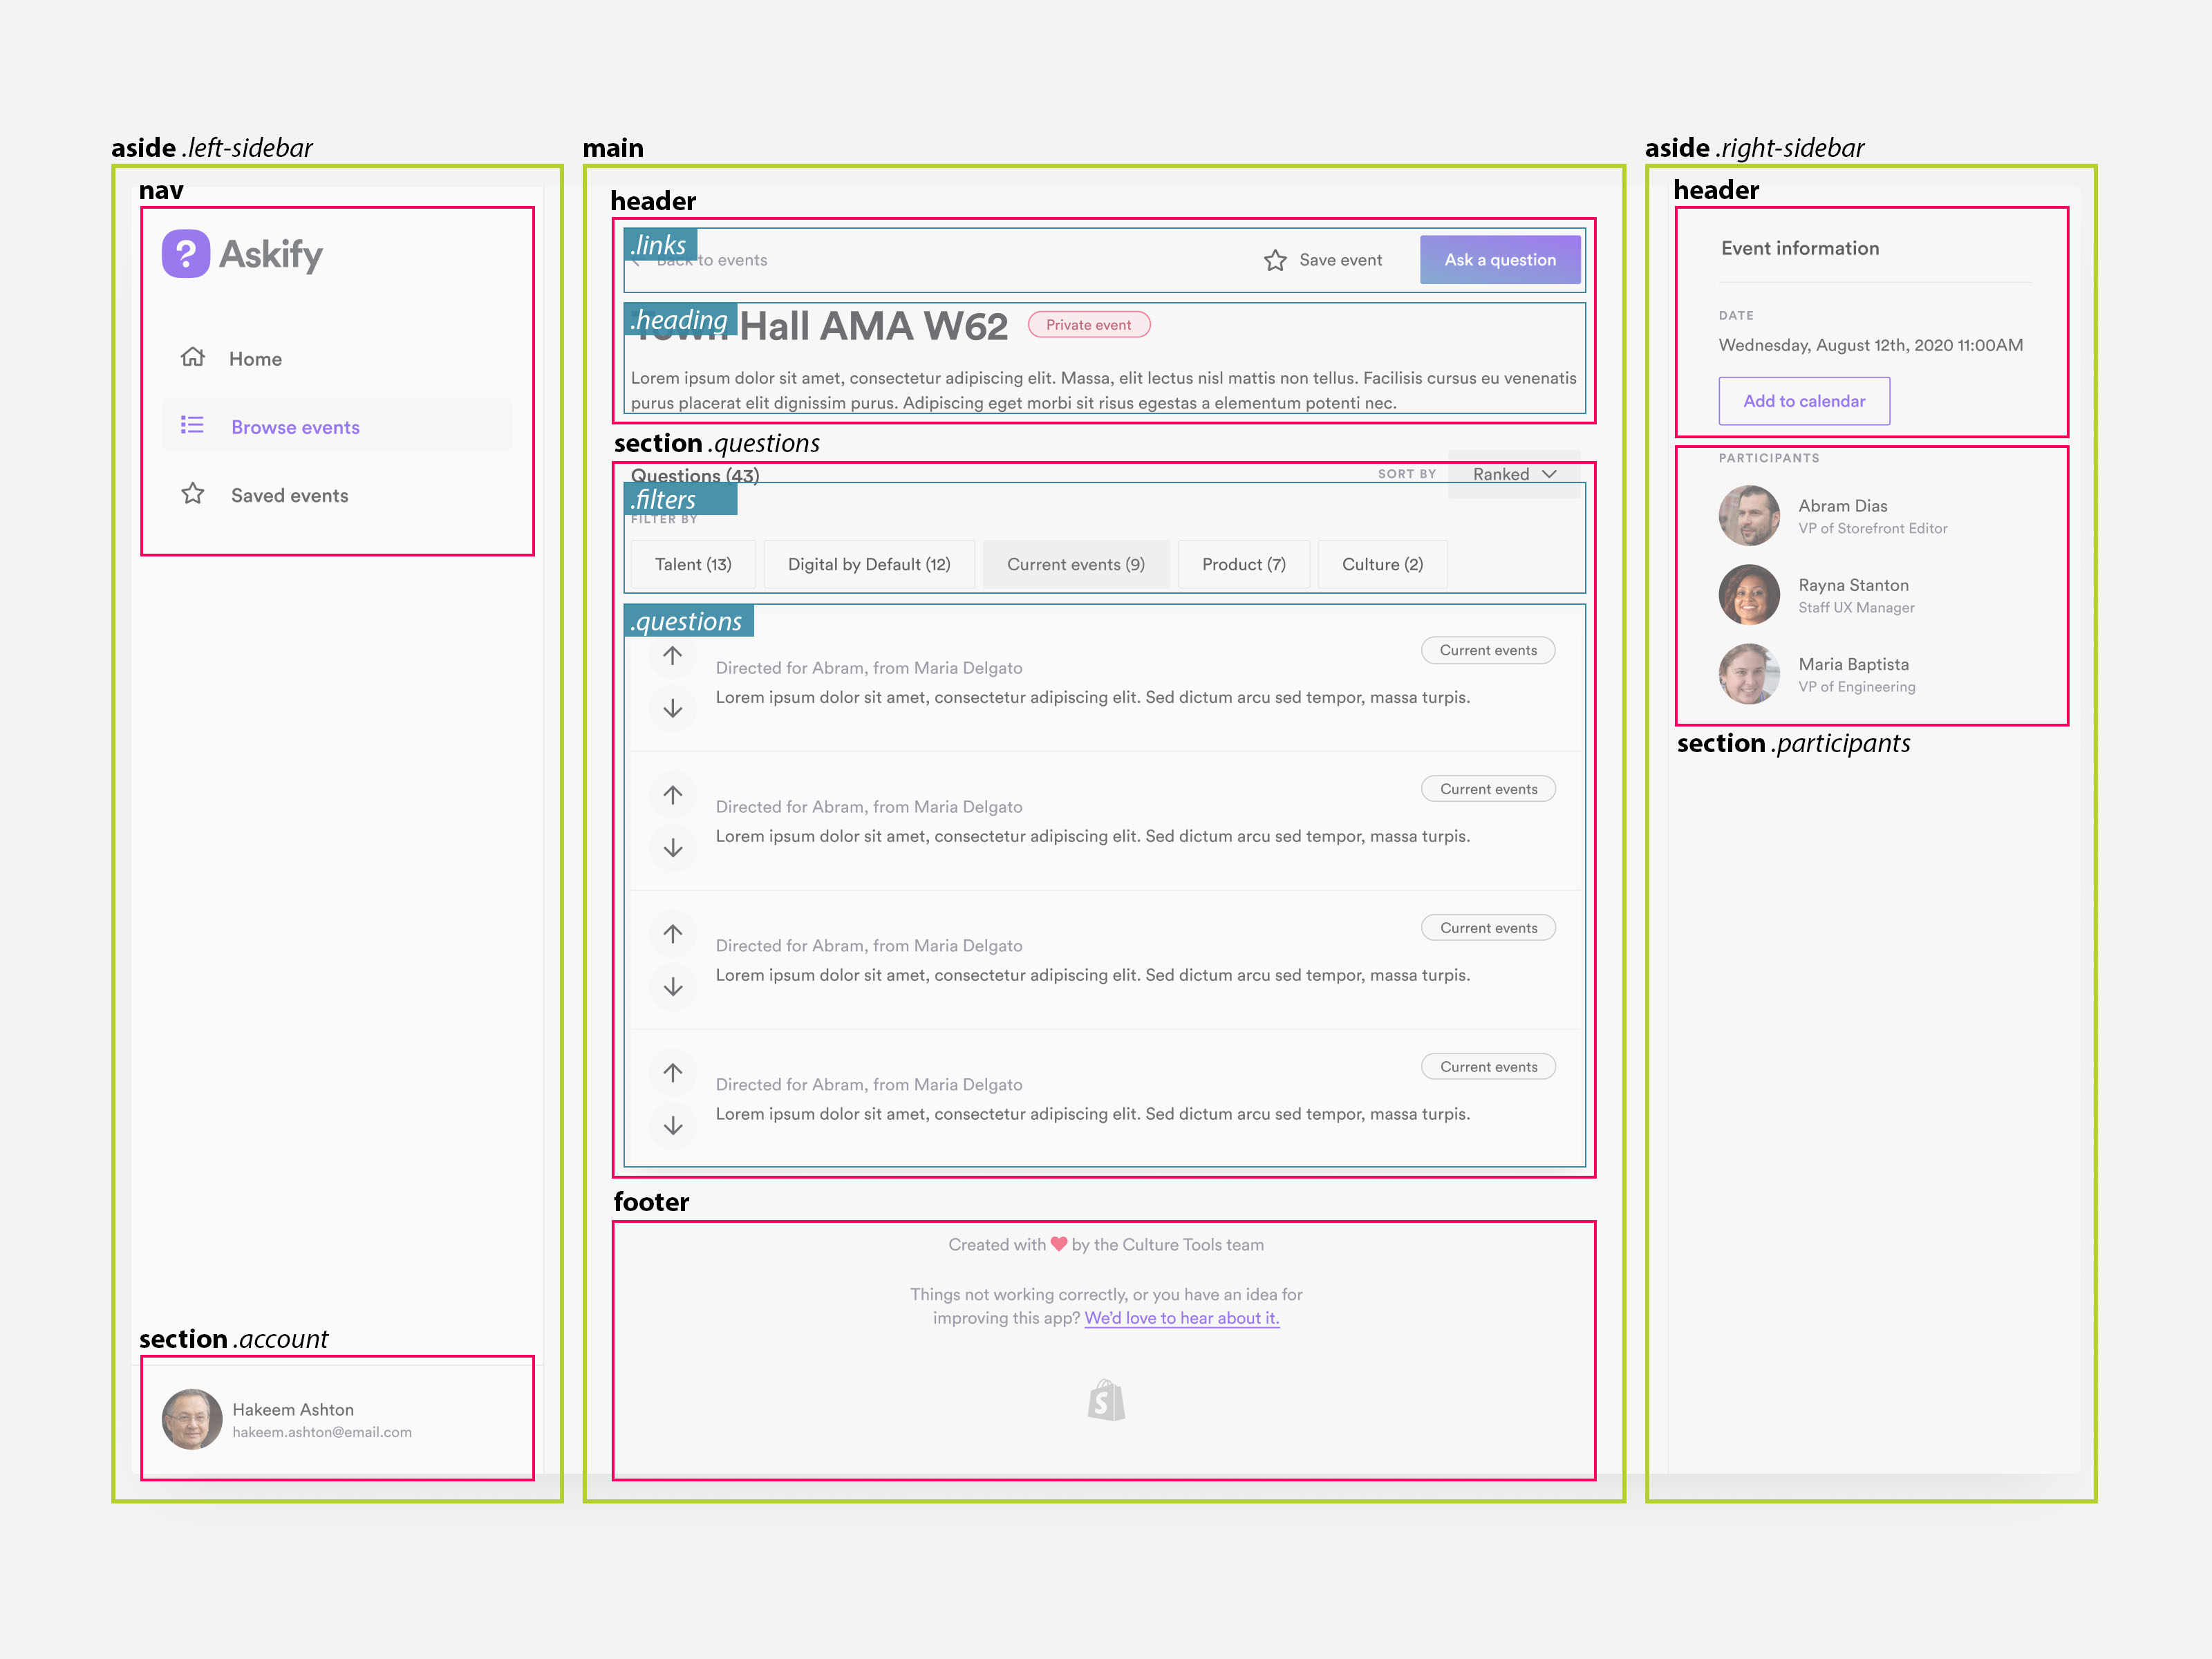 aside .left-sidebar
nav
Askify
Home
Browse events
Saved events
section .account
Hakeem Ashton
hakeem.ashton@email.com
main
header
.links
Back to events
Save event
Ask a question
.heading
Town Hall AMA W62
Private event
Lorem ipsum dolor sit amet, consectetur adipiscing elit. Massa, elit lectus nisl mattis non tellus. Facilisis cursus eu venenatis
purus placerat elit dignissim purus. Adipiscing eget morbi sit risus egestas a elementum potenti nec.
section .questions
Questions (43)
SORT BY
Ranked
.filters
FILTER BY
Talent (13)
Digital by Default (12)
Current events (9)
Product (7)
Culture (2)
.questions
Current events
Directed for Abram, from Maria Delgato
Lorem ipsum dolor sit amet, consectetur adipiscing elit. Sed dictum arcu sed tempor, massa turpis.
Current events
Directed for Abram, from Maria Delgato
Lorem ipsum dolor sit amet, consectetur adipiscing elit. Sed dictum arcu sed tempor, massa turpis.
Current events
Directed for Abram, from Maria Delgato
Lorem ipsum dolor sit amet, consectetur adipiscing elit. Sed dictum arcu sed tempor, massa turpis.
Current events
Directed for Abram, from Maria Delgato
Lorem ipsum dolor sit amet, consectetur adipiscing elit. Sed dictum arcu sed tempor, massa turpis.
footer
Created with by the Culture Tools team
Things not working correctly, or you have an idea for
improving this app? We'd love to hear about it.
aside .right-sidebar
header
Event information
DATE
Wednesday, August 12th, 2020 11:00AM
Add to calendar
PARTICIPANTS
Abram Dias
VP of Storefront Editor
Rayna Stanton
Staff UX Manager
Maria Baptista
VP of Engineering
section .participants